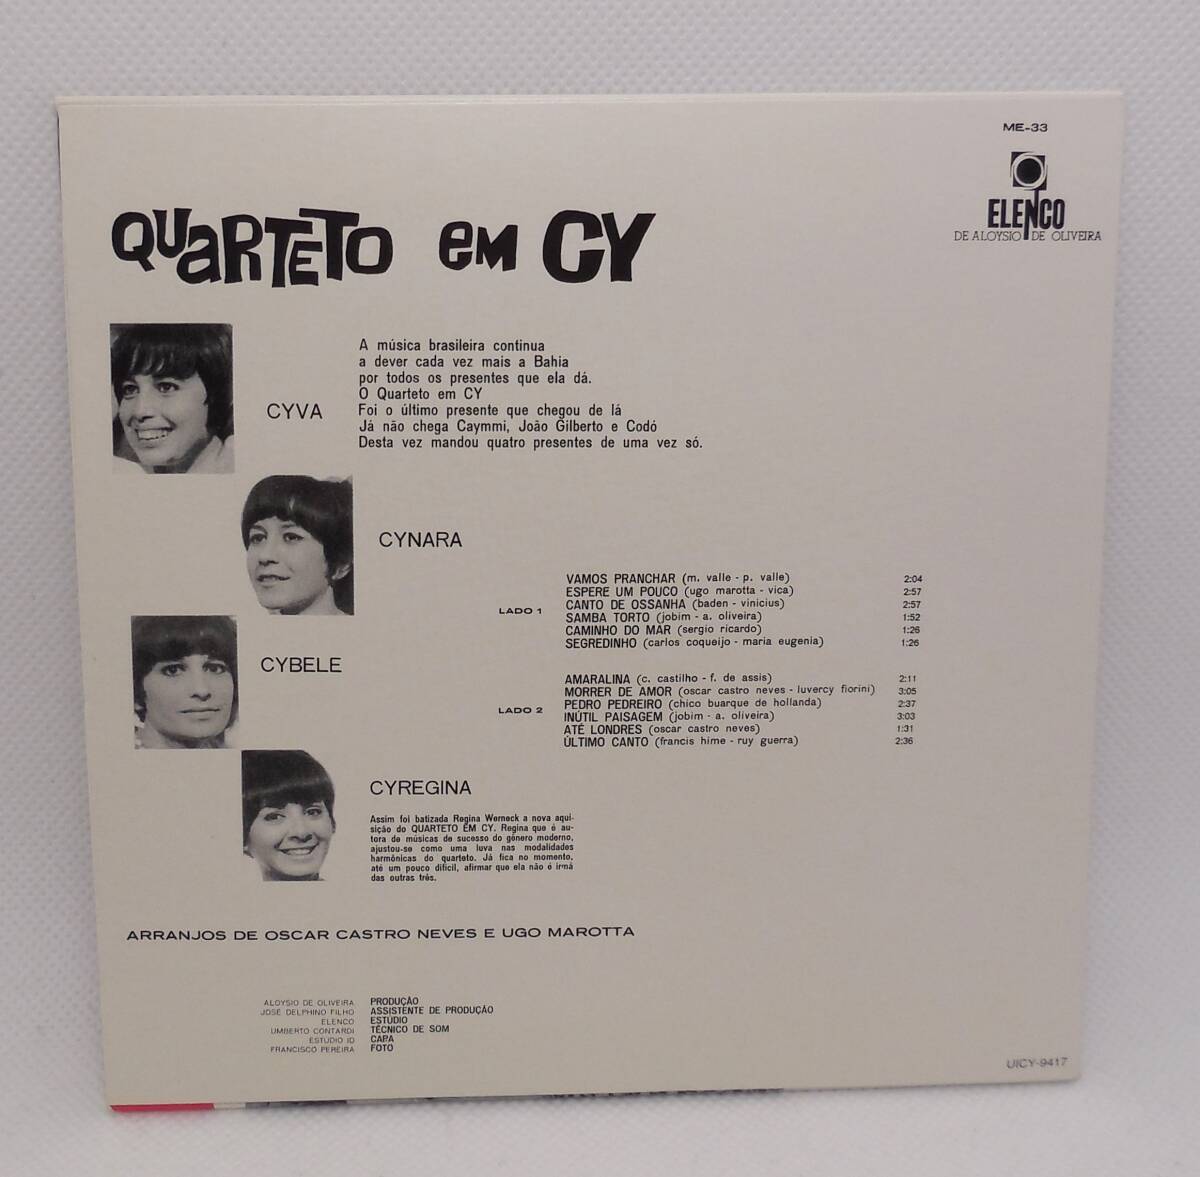 ME-33
ELENCO
DE ALOYSIO DE OLIVEIRA
QUARTETO EM CY
A música brasileira continua
a dever cada vez mais a Bahia
por todos os presentes que ela dá.
O Quarteto em CY
Foi o último presente que chegou de lá
Já não chega Caymmi, João Gilberto e Codó
Desta vez mandou quatro presentes de uma vez só.
CYVA
CYNARA
CYBELE
CYREGINA
Assim foi batizada Regina Werneck a nova aqui-
sição do QUARTETO EM CY. Regina que é au-
tora de músicas de sucesso do gênero moderno,
ajustou-se como uma luva nas modalidades
harmônicas do quarteto. Já fica no momento,
até um pouco difícil, afirmar que ela não é irmã
das outras três.
LADO 1
VAMOS PRANCHAR (m. valle - p. valle) 2:04
ESPERE UM POUCO (ugo marotta - vica) 2:57
CANTO DE OSSANHA (baden - vinicius) 2:57
SAMBA TORTO (jobim - a. oliveira) 1:52
CAMINHO DO MAR (sergio ricardo) 1:26
SEGREDINHO (carlos coqueijo - maria eugenia) 1:26
LADO 2
AMARALINA (c. castilho - f. de assis) 2:11
MORRER DE AMOR (oscar castro neves - luvercy fiorini) 3:05
PEDRO PEDREIRO (chico buarque de hollanda) 2:37
INÚTIL PAISAGEM (jobim - a. oliveira) 3:03
ATÉ LONDRES (oscar castro neves) 1:31
ÚLTIMO CANTO (francis hime - ruy guerra) 2:36
ARRANJOS DE OSCAR CASTRO NEVES E UGO MAROTTA
ALOYSIO DE OLIVEIRA PRODUÇÃO
JOSÉ DELPHINO FILHO ASSISTENTE DE PRODUÇÃO
ELENCO ESTÚDIO
UMBERTO CONTARDI TÉCNICO DE SOM
ESTÚDIO ID CAPA
FRANCISCO PEREIRA FOTO
UICY-9417